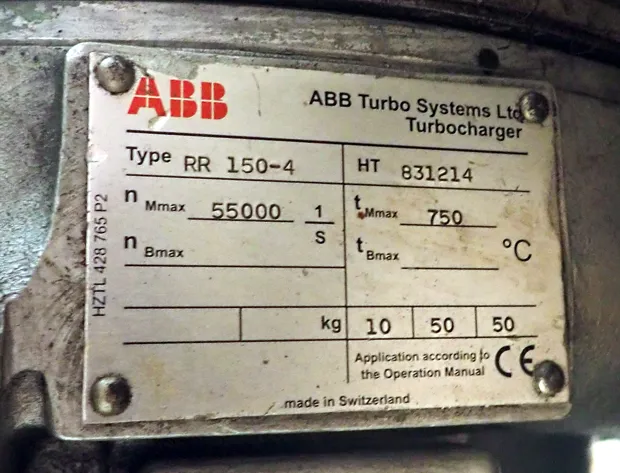 ABB
ABB Turbo Systems Ltd
Turbocharger
Type RR 150-4
HT 831214
n Mmax 55000 1
S
n Bmax
t Mmax 750
t Bmax °C
kg 10 50 50
Application according to
the Operation Manual CE
made in Switzerland
HZTL 428 765 P2